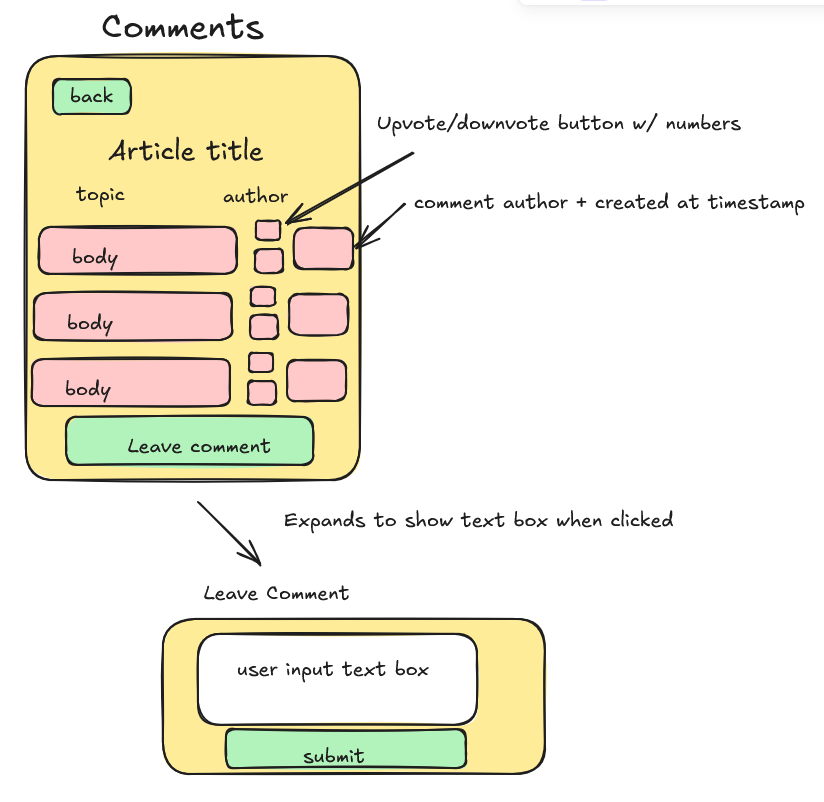 Comments
back
Upvote/downvote button w/ numbers
Article title
topic
author
comment author + created at timestamp
body
body
body
Leave comment
Expands to show text box when clicked
Leave Comment
user input text box
submit